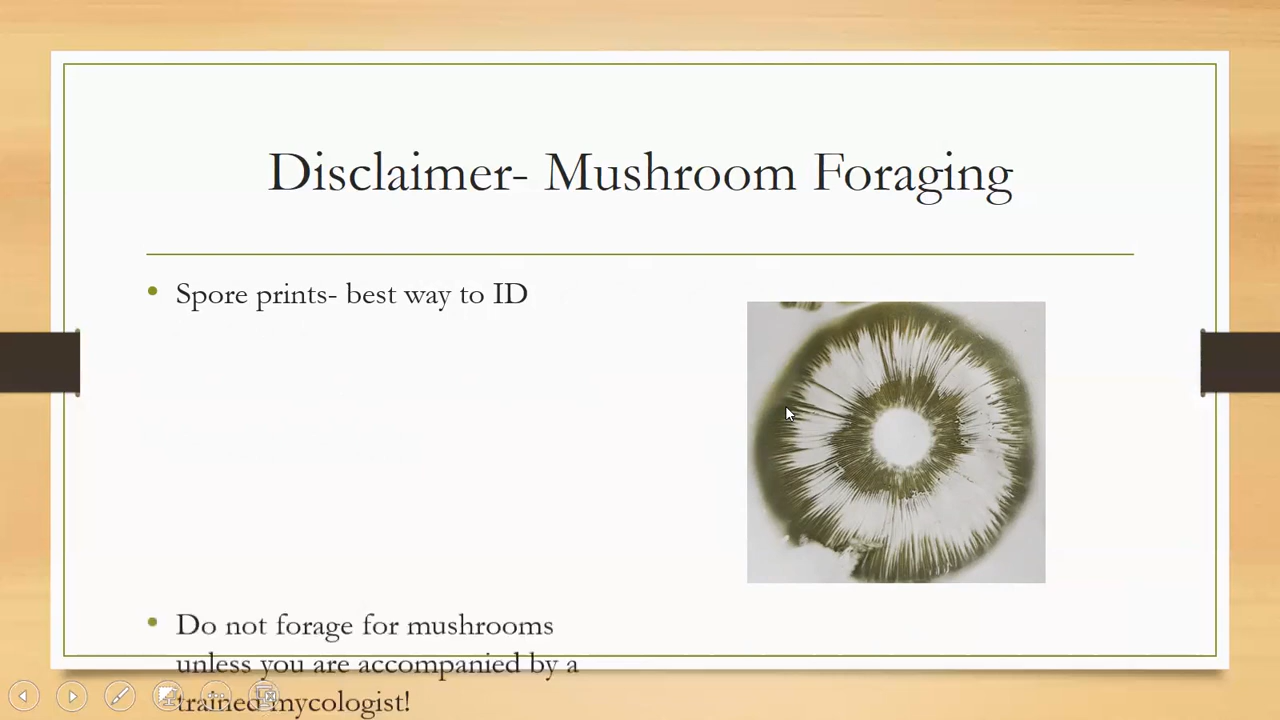 Disclaimer- Mushroom Foraging
• Spore prints- best way to ID
• Do not forage for mushrooms
unless you are accompanied by a
trained mycologist!